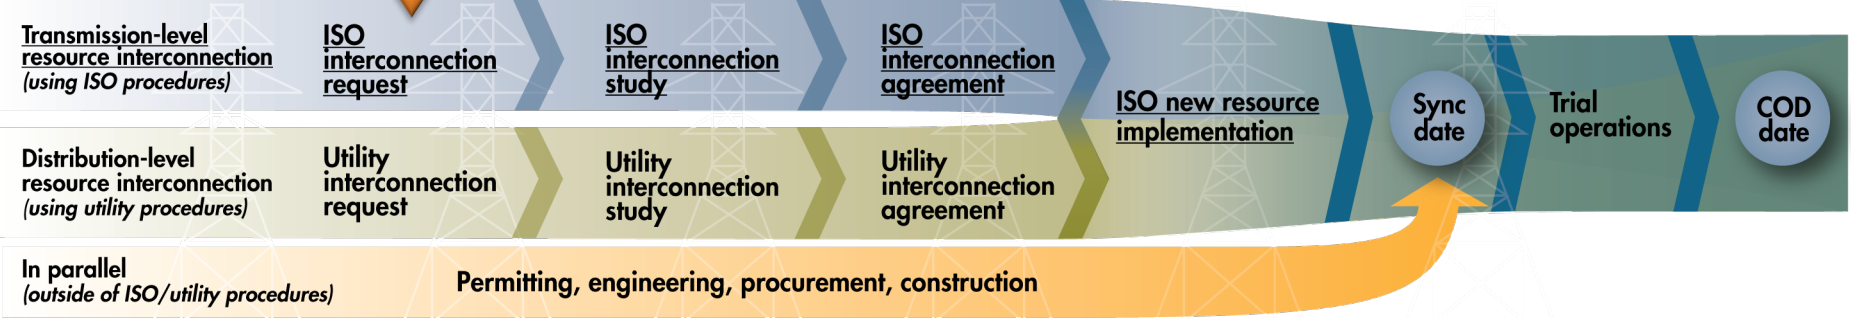 Transmission-level
resource interconnection
(using ISO procedures)
ISO
interconnection
request
ISO
interconnection
study
ISO
interconnection
agreement
Distribution-level
resource interconnection
(using utility procedures)
Utility
interconnection
request
Utility
interconnection
study
Utility
interconnection
agreement
ISO new resource
implementation
Sync
date
Trial
operations
COD
date
In parallel
(outside of ISO/utility procedures)
Permitting, engineering, procurement, construction